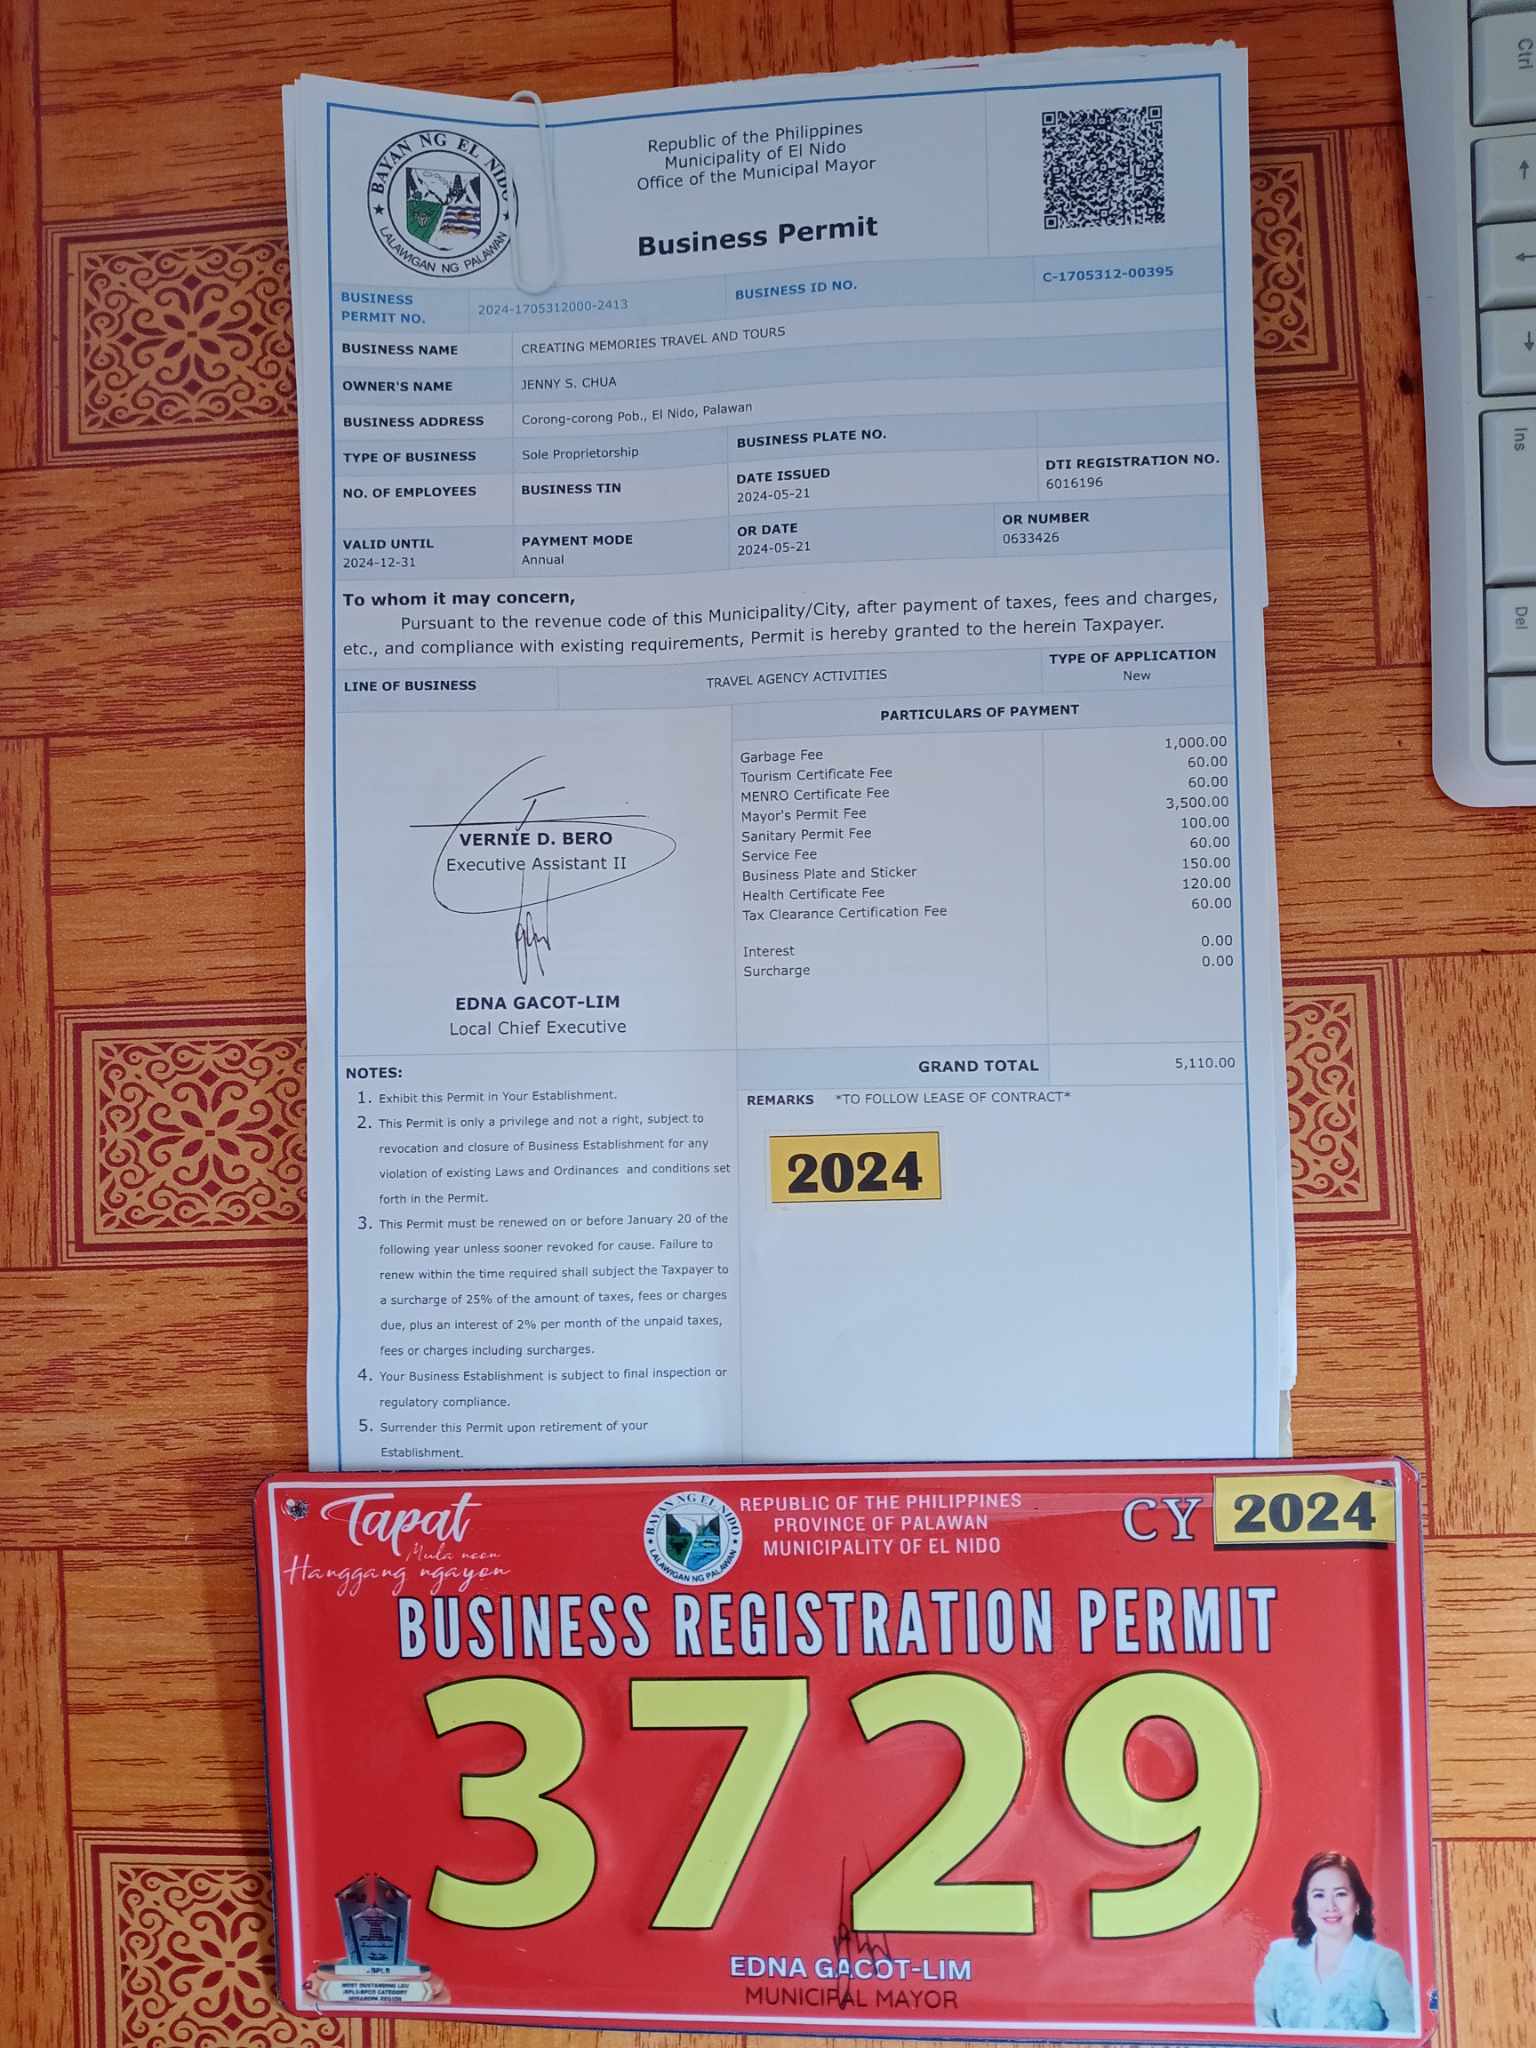 BAYAN NG EL NIDO
LALAWIGAN NG PALAWAN
Republic of the Philippines
Municipality of El Nido
Office of the Municipal Mayor
Business Permit
BUSINESS PERMIT NO. 2024-1705312000-2413 BUSINESS ID NO. C-1705312-00395
BUSINESS NAME CREATING MEMORIES TRAVEL AND TOURS
OWNER'S NAME JENNY S. CHUA
BUSINESS ADDRESS Corong-corong Pob., El Nido, Palawan
TYPE OF BUSINESS Sole Proprietorship BUSINESS PLATE NO.
NO. OF EMPLOYEES BUSINESS TIN DATE ISSUED DTI REGISTRATION NO.
2024-05-21 6016196
VALID UNTIL PAYMENT MODE OR DATE OR NUMBER
2024-12-31 Annual 2024-05-21 0633426
To whom it may concern,
Pursuant to the revenue code of this Municipality/City, after payment of taxes, fees and charges,
etc., and compliance with existing requirements, Permit is hereby granted to the herein Taxpayer.
LINE OF BUSINESS TRAVEL AGENCY ACTIVITIES TYPE OF APPLICATION
New
VERNIE D. BERO
Executive Assistant II
EDNA GACOT-LIM
Local Chief Executive
PARTICULARS OF PAYMENT
Garbage Fee 1,000.00
Tourism Certificate Fee 60.00
MENRO Certificate Fee 60.00
Mayor's Permit Fee 3,500.00
Sanitary Permit Fee 100.00
Service Fee 60.00
Business Plate and Sticker 150.00
Health Certificate Fee 120.00
Tax Clearance Certification Fee 60.00
Interest 0.00
Surcharge 0.00
GRAND TOTAL 5,110.00
NOTES:
1. Exhibit this Permit in Your Establishment.
2. This Permit is only a privilege and not a right, subject to
revocation and closure of Business Establishment for any
violation of existing Laws and Ordinances and conditions set
forth in the Permit.
3. This Permit must be renewed on or before January 20 of the
following year unless sooner revoked for cause. Failure to
renew within the time required shall subject the Taxpayer to
a surcharge of 25% of the amount of taxes, fees or charges
due, plus an interest of 2% per month of the unpaid taxes,
fees or charges including surcharges.
4. Your Business Establishment is subject to final inspection or
regulatory compliance.
5. Surrender this Permit upon retirement of your
Establishment.
REMARKS *TO FOLLOW LEASE OF CONTRACT*
2024
Tapat
Mula noon
Hanggang ngayon
BAYAN NG EL NIDO
LALAWIGAN NG PALAWAN
REPUBLIC OF THE PHILIPPINES
PROVINCE OF PALAWAN
MUNICIPALITY OF EL NIDO
CY 2024
BUSINESS REGISTRATION PERMIT
3729
EDNA GACOT-LIM
MUNICIPAL MAYOR
BPLS
MOST OUTSTANDING LGU
MIMAROPA REGION
Ctrl
Ins
Del